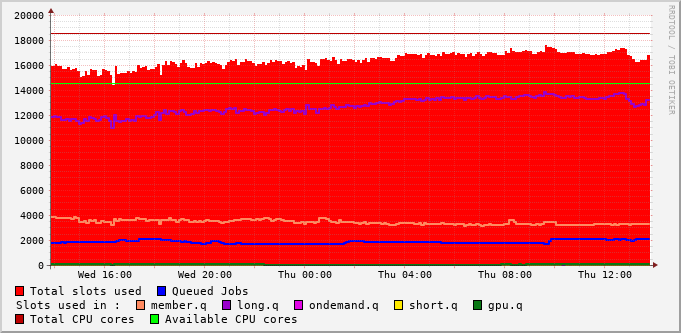 20000
18000
16000
14000
12000
10000
8000
6000
4000
2000
0
Wed 16:00 Wed 20:00 Thu 00:00 Thu 04:00 Thu 08:00 Thu 12:00
RRDTOOL / TOBI OETIKER
Total slots used Queued Jobs
Slots used in : member.q long.q ondemand.q short.q gpu.q
Total CPU cores Available CPU cores